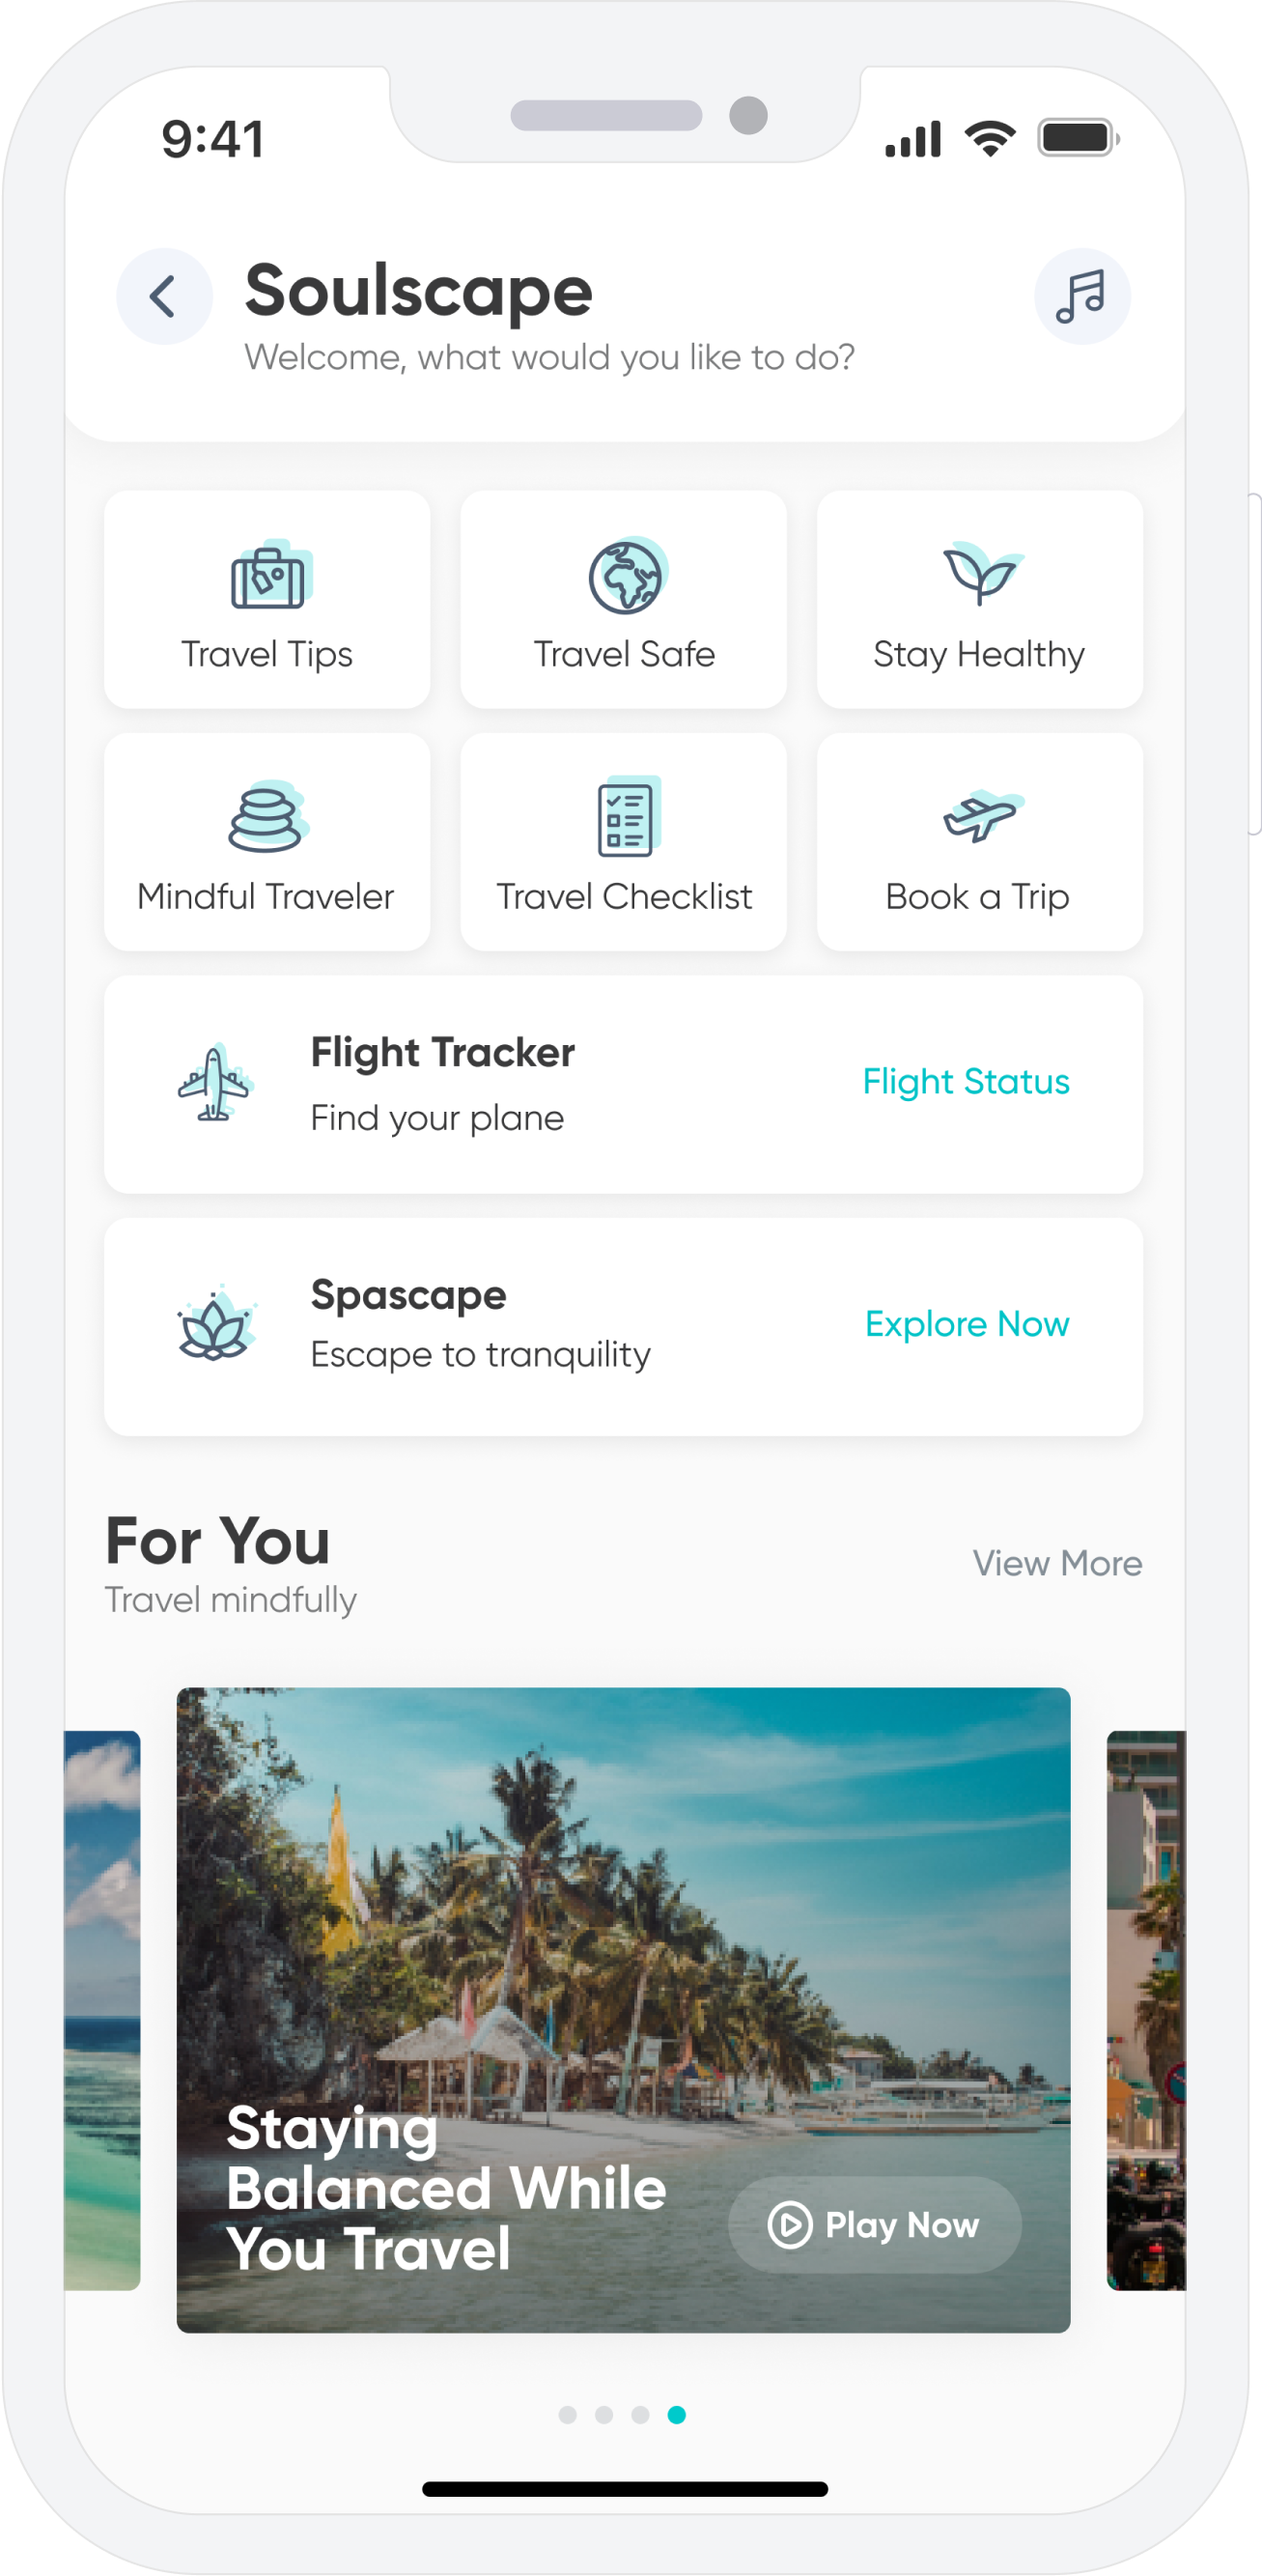 9:41
Soulscape
Welcome, what would you like to do?
Travel Tips
Travel Safe
Stay Healthy
Mindful Traveler
Travel Checklist
Book a Trip
Flight Tracker
Find your plane
Flight Status
Spascape
Escape to tranquility
Explore Now
For You
Travel mindfully
View More
Staying
Balanced While
You Travel
Play Now